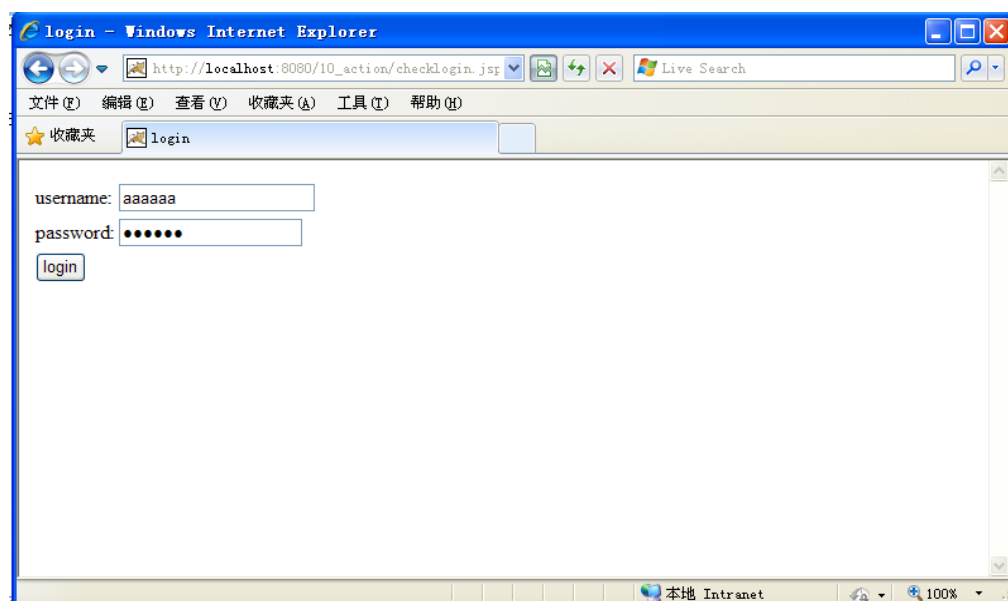 login - Windows Internet Explorer
http://localhost:8080/10_action/checklogin.jsp
Live Search
文件(F) 编辑(E) 查看(V) 收藏夹(A) 工具(T) 帮助(H)
收藏夹 login
username: aaaaaa
password: ●●●●●●
login
本地 Intranet 100%